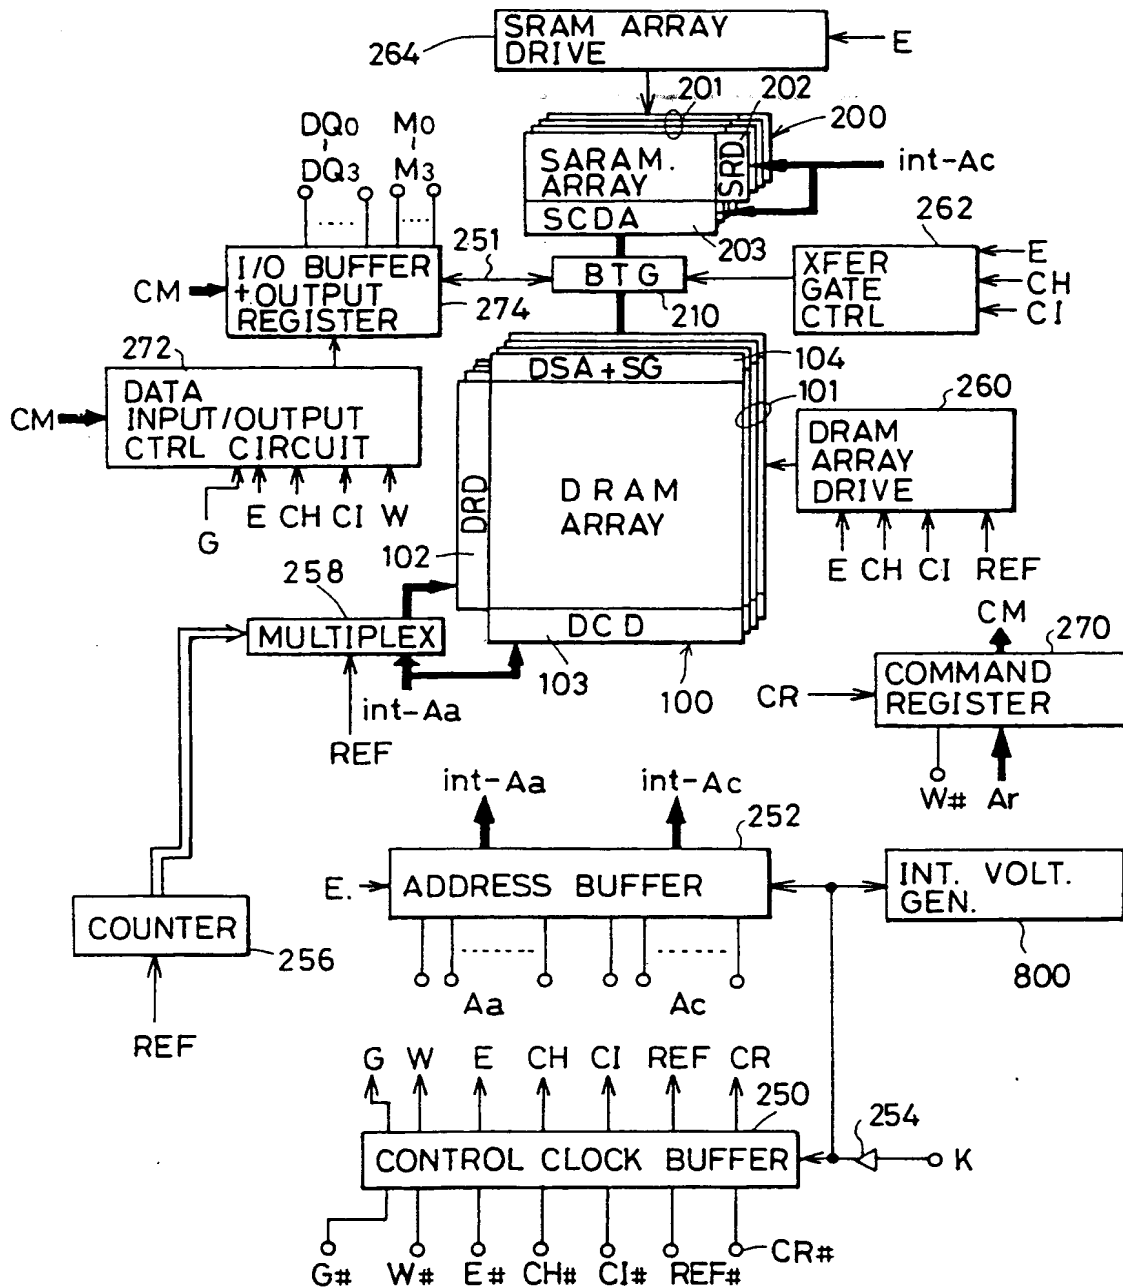 SRAM ARRAY
DRIVE
264
E
201
202
200
DQ0
~
DQ3
M0
~
M3
.....
....
SARAM.
ARRAY
SRD
SCDA
203
int-Ac
262
251
I/O BUFFER
+OUTPUT
REGISTER
274
CM
BTG
210
XFER
GATE
CTRL
E
CH
CI
272
DATA
INPUT/OUTPUT
CTRL CIRCUIT
CM
G
E CH CI W
DSA+SG
104
101
260
DRD
DRAM
ARRAY
102
DRAM
ARRAY
DRIVE
E CH CI REF
258
MULTIPLEX
DCD
103
100
int-Aa
REF
CM
270
CR
COMMAND
REGISTER
W# Ar
int-Aa
int-Ac
252
E.
ADDRESS BUFFER
INT. VOLT.
GEN.
800
COUNTER
256
REF
........
......
Aa
Ac
G W E CH CI REF CR
250
254
CONTROL CLOCK BUFFER
K
G# W# E# CH# CI# REF# CR#